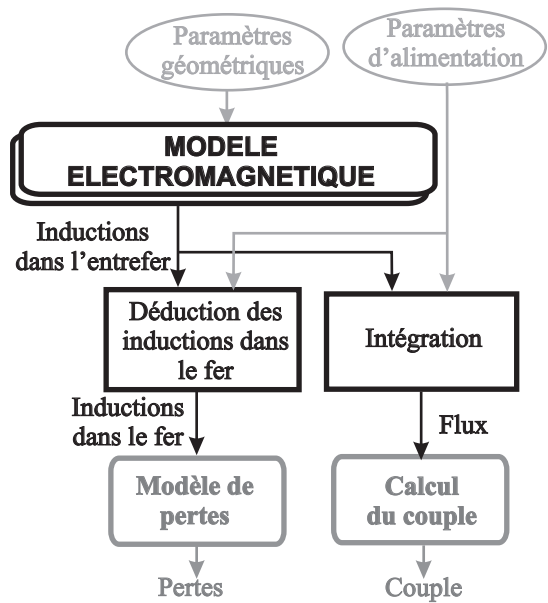 Paramètres
géométriques
Paramètres
d'alimentation
MODELE
ELECTROMAGNETIQUE
Inductions
dans l'entrefer
Déduction des
inductions dans
le fer
Intégration
Inductions
dans le fer
Flux
Modèle de
pertes
Calcul
du couple
Pertes
Couple